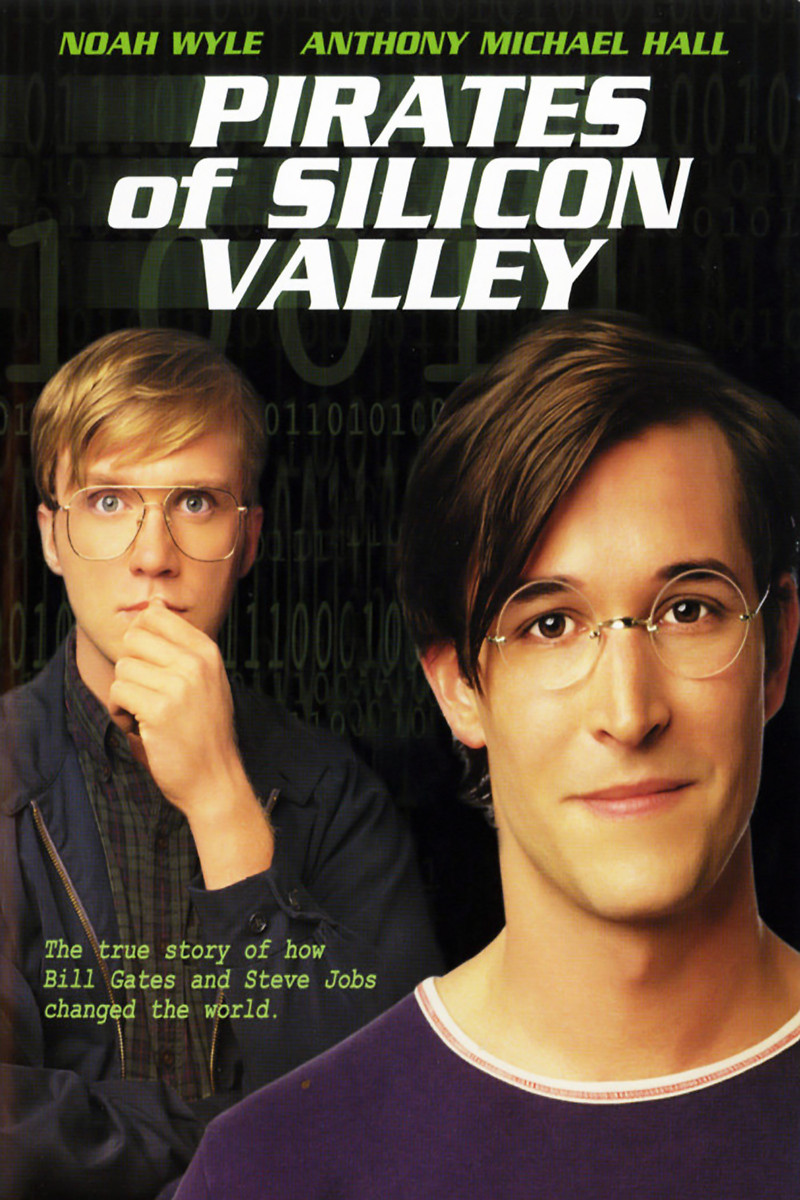 NOAH WYLE ANTHONY MICHAEL HALL
PIRATES
of SILICON
VALLEY
The true story of how
Bill Gates and Steve Jobs
changed the world.